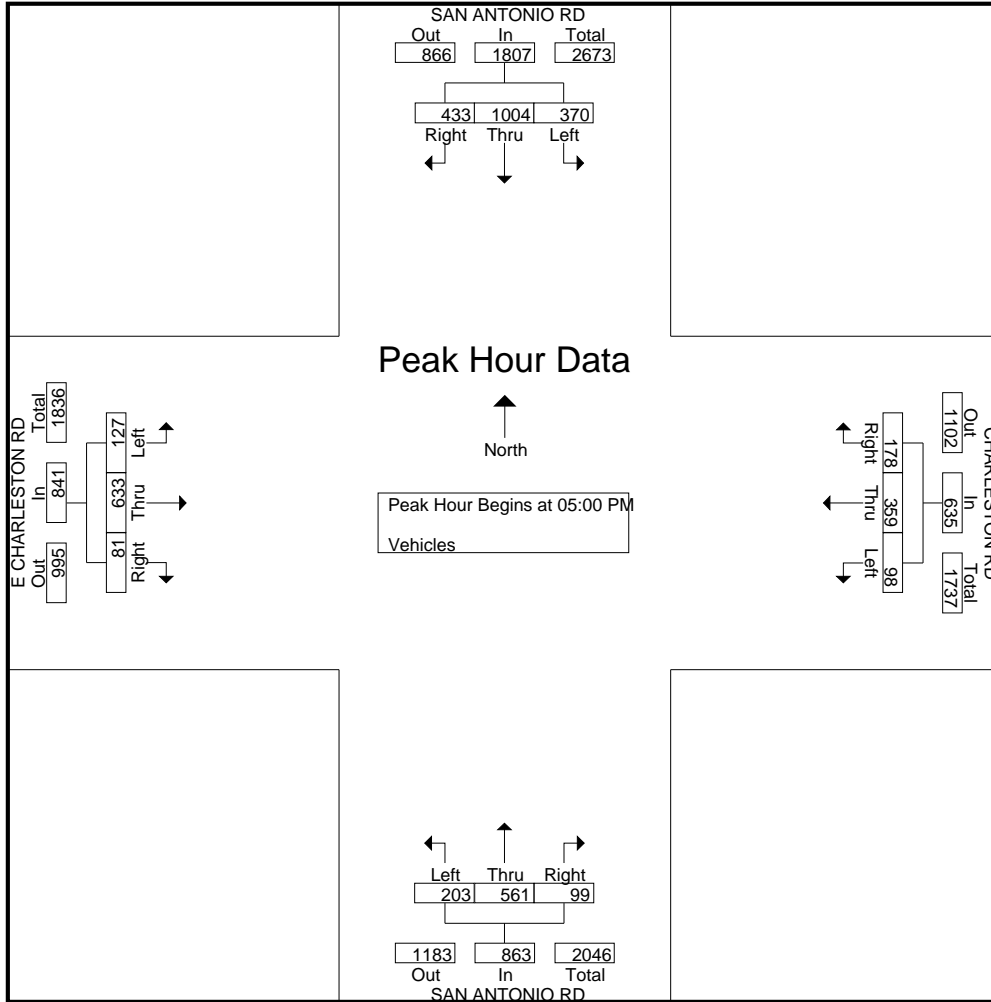 SAN ANTONIO RD
Out In Total
866 1807 2673
433 1004 370
Right Thru Left
Peak Hour Data
North
Peak Hour Begins at 05:00 PM
Vehicles
E CHARLESTON RD
Out In Total
995 841 1836
81 633 127
Right Thru Left
CHARLESTON RD
Out In Total
1102 635 1737
178 359 98
Right Thru Left
Left Thru Right
203 561 99
1183 863 2046
Out In Total
SAN ANTONIO RD